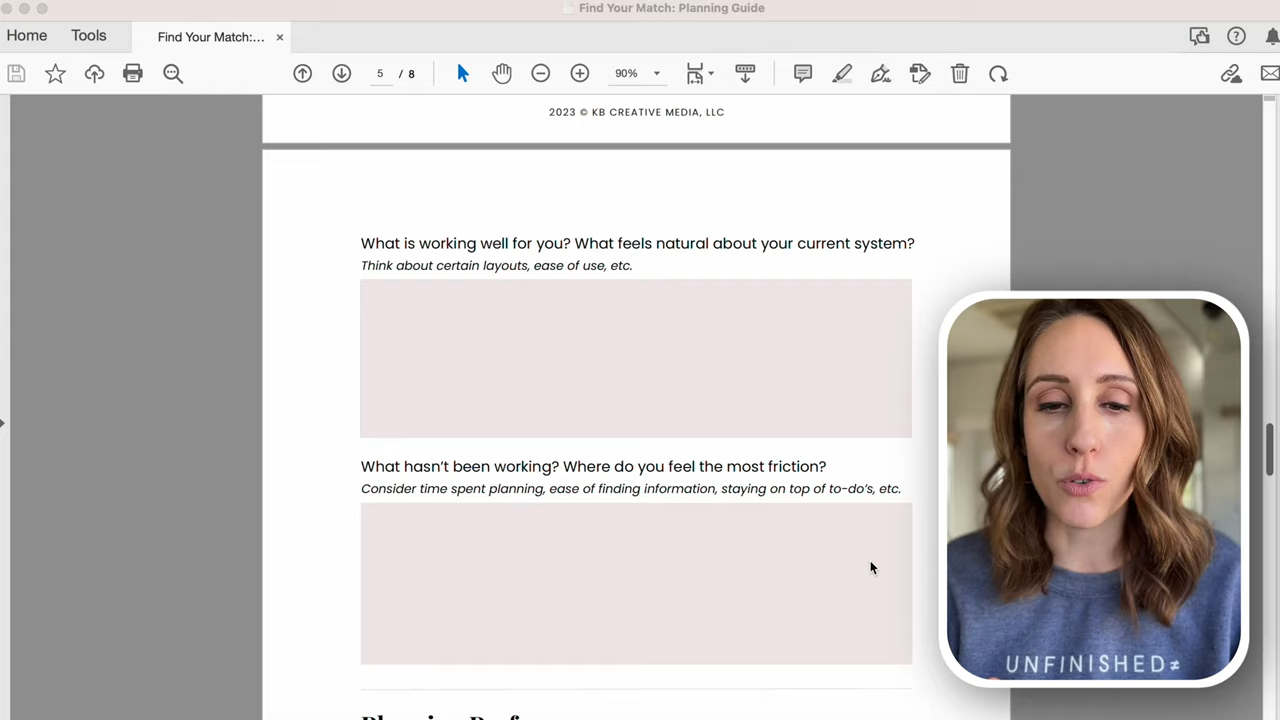 Find Your Match: Planning Guide
Home Tools Find Your Match:... ×
5 / 8 90%
2023 © KB CREATIVE MEDIA, LLC
What is working well for you? What feels natural about your current system?
Think about certain layouts, ease of use, etc.
What hasn't been working? Where do you feel the most friction?
Consider time spent planning, ease of finding information, staying on top of to-do's, etc.
UNFINISHED≠